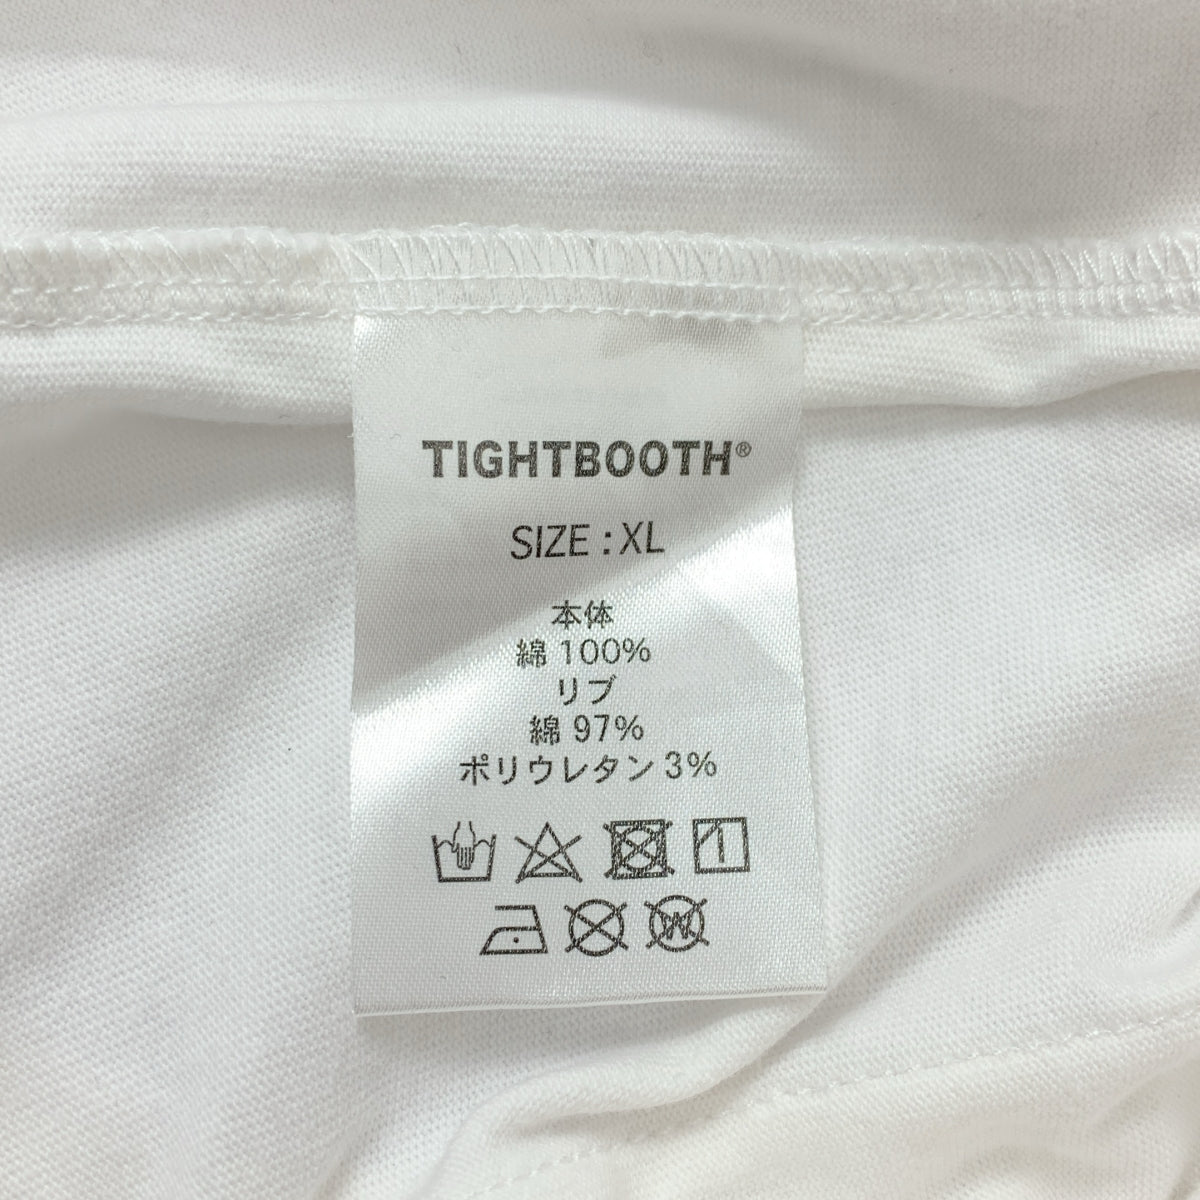 TIGHTBOOTH®
SIZE : XL
本体
綿 100%
リブ
綿 97%
ポリウレタン 3%
W